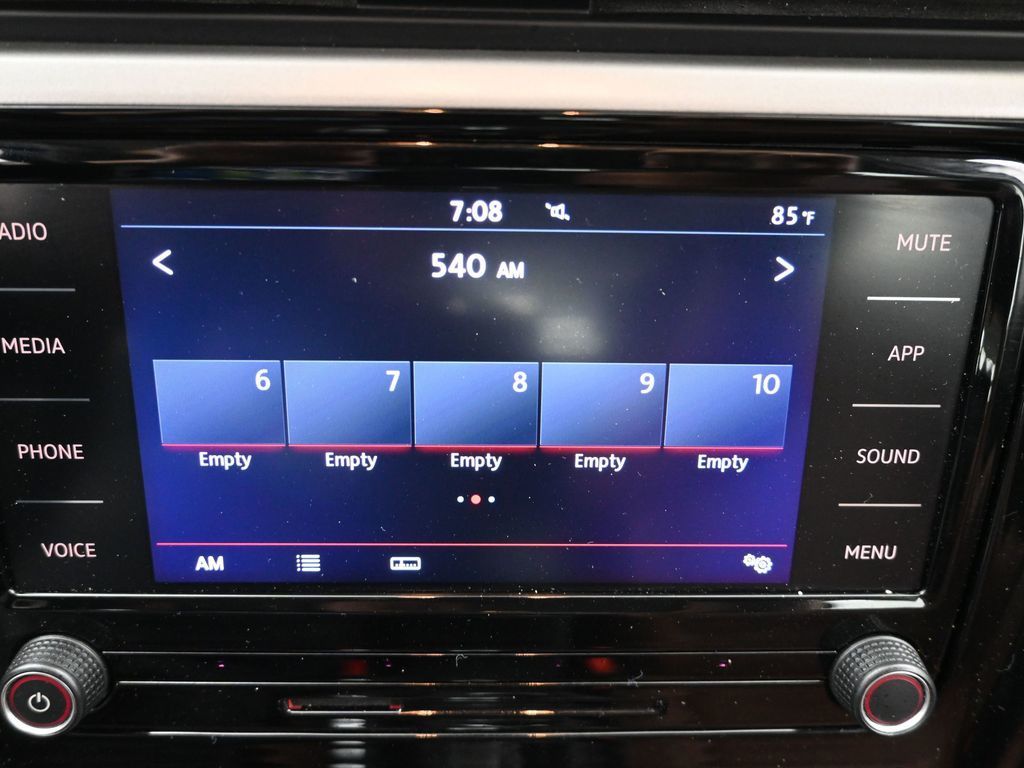 7:08 85°F
ADIO
MUTE
540 AM
MEDIA
APP
6 7 8 9 10
PHONE
Empty Empty Empty Empty Empty
SOUND
VOICE
AM
MENU